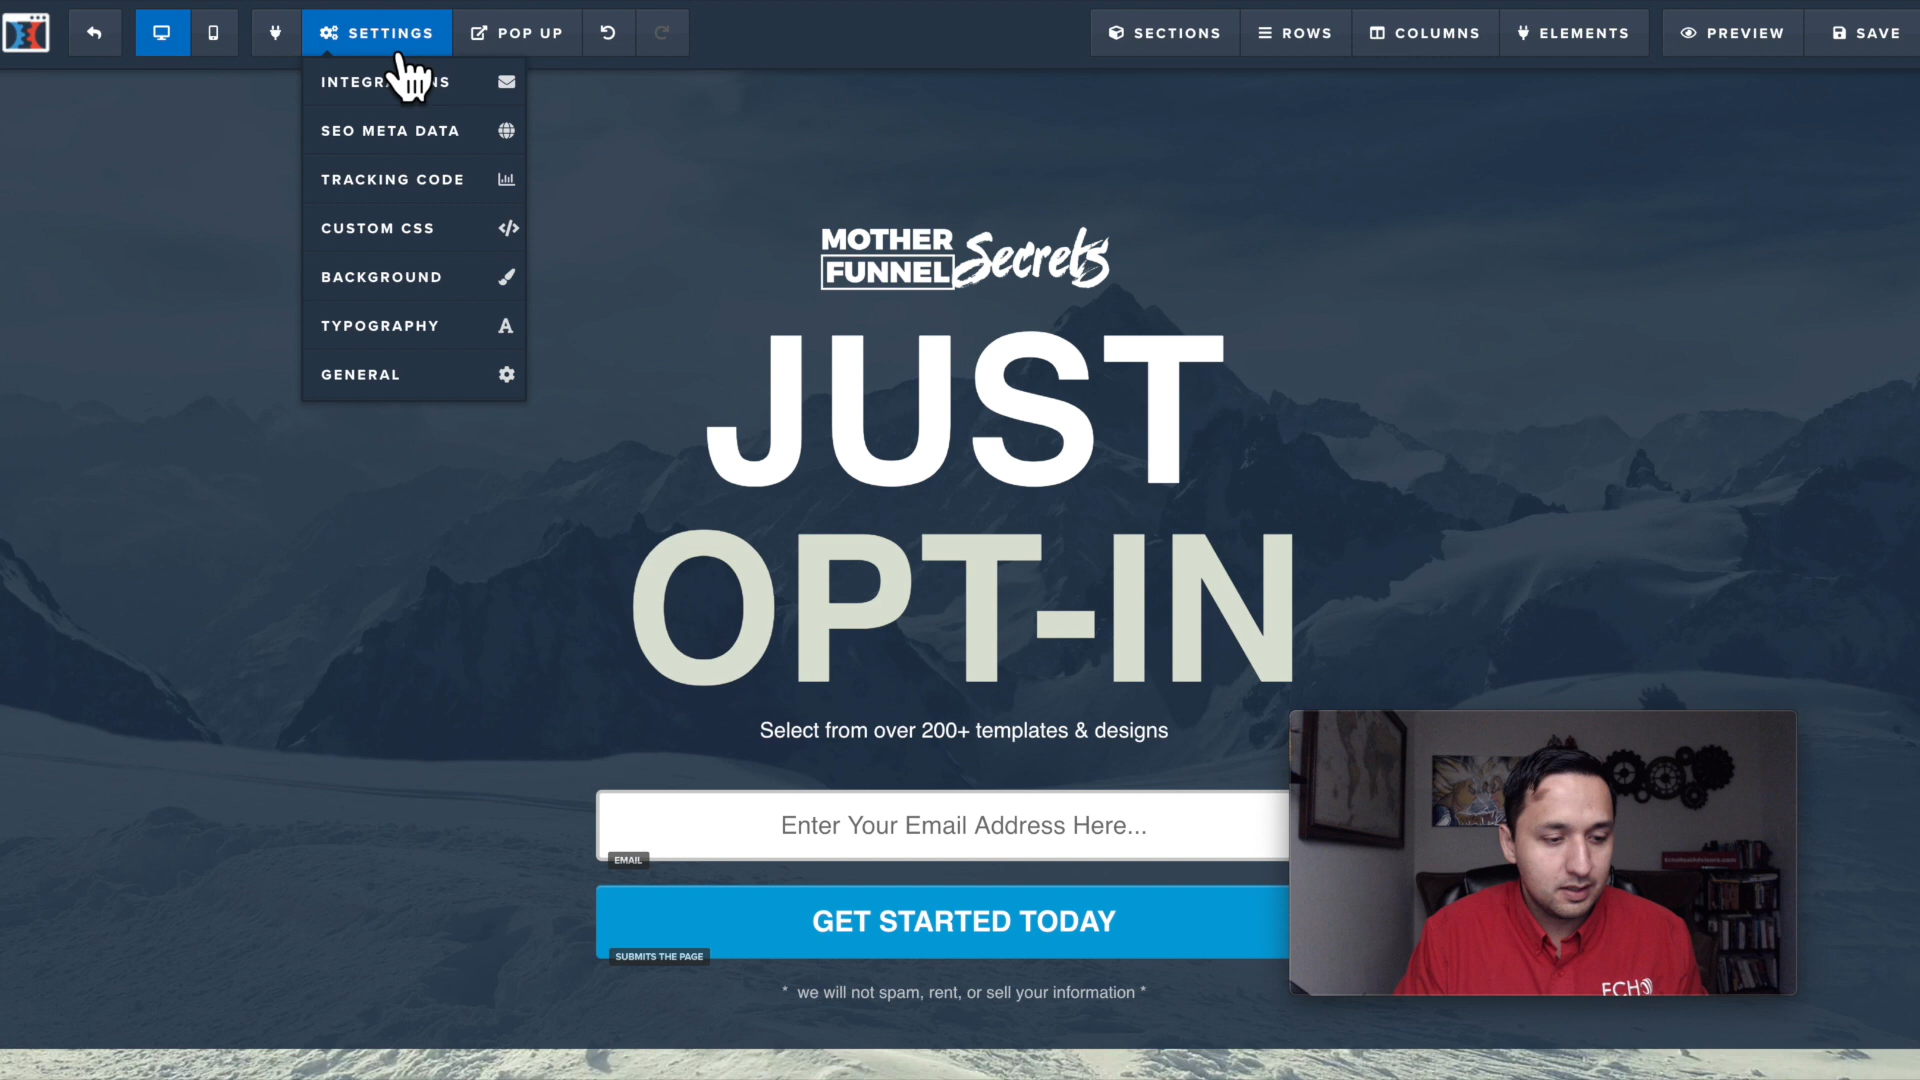 SETTINGS
POP UP
SECTIONS
ROWS
COLUMNS
ELEMENTS
PREVIEW
SAVE
SEO META DATA
TRACKING CODE
CUSTOM CSS
BACKGROUND
TYPOGRAPHY
GENERAL
MOTHER
FUNNEL Secrets
JUST
OPT-IN
Select from over 200+ templates & designs
Enter Your Email Address Here...
EMAIL
GET STARTED TODAY
SUBMITS THE PAGE
* we will not spam, rent, or sell your information *
ECHO